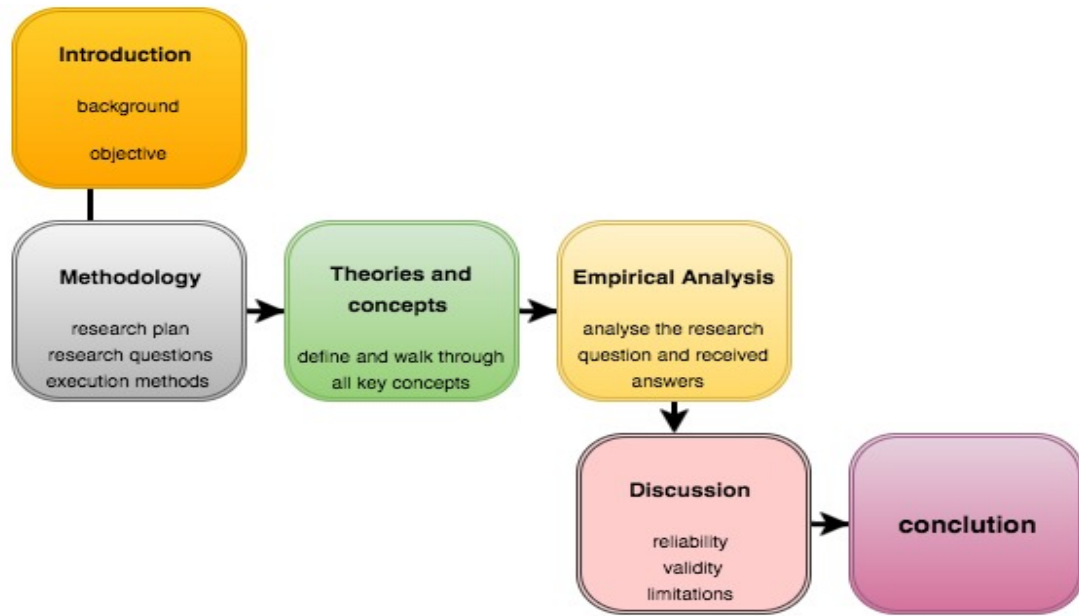 Introduction
background
objective
Methodology
research plan
research questions
execution methods
Theories and
concepts
define and walk through
all key concepts
Empirical Analysis
analyse the research
question and received
answers
Discussion
reliability
validity
limitations
conclution